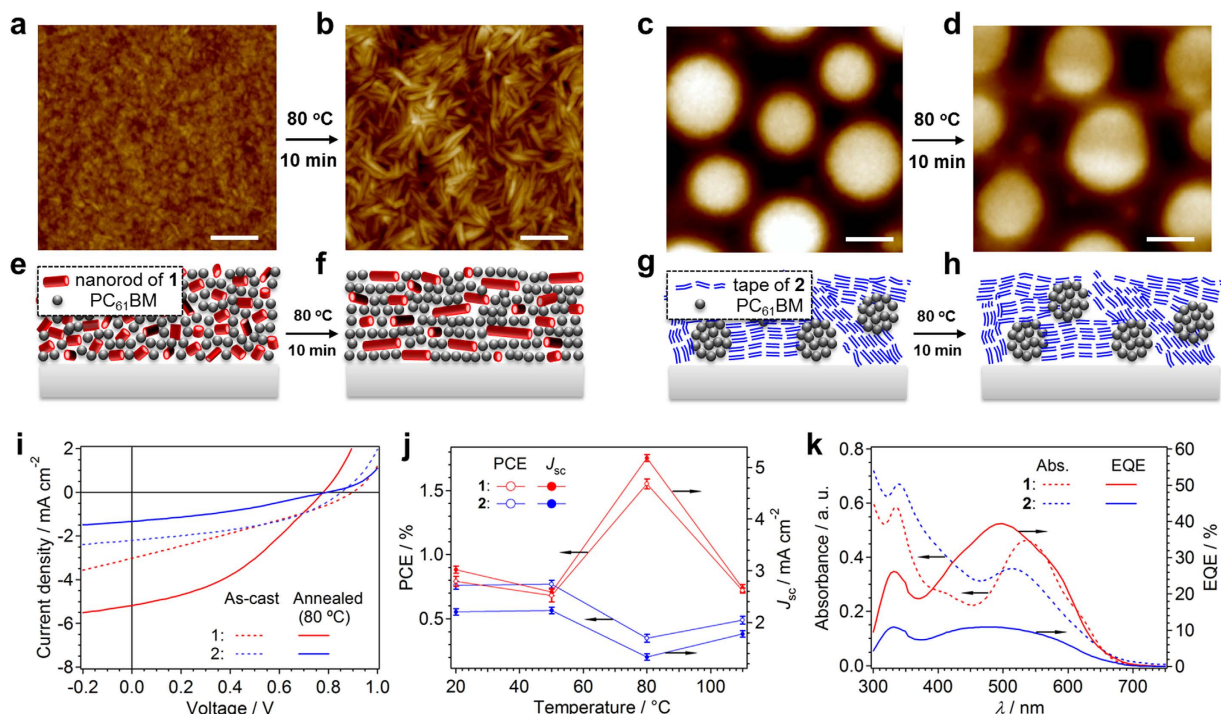 a
b
c
d
80 °C
10 min
80 °C
10 min
e
f
g
h
nanorod of 1
PC61BM
80 °C
10 min
tape of 2
PC61BM
80 °C
10 min
i
Current density / mA cm-2
2
0
-2
-4
-6
-8
As-cast
Annealed
(80 °C)
1:
2:
-0.2
0.0
0.2
0.4
0.6
0.8
1.0
Voltage / V
j
PCE / %
1.5
1.0
0.5
PCE
Jsc
1:
2:
5
4
3
2
Jsc / mA cm-2
20
40
60
80
100
Temperature / °C
k
Absorbance / a. u.
0.8
0.6
0.4
0.2
0.0
Abs.
EQE
1:
2:
60
50
40
30
20
10
0
EQE / %
300
400
500
600
700
λ / nm